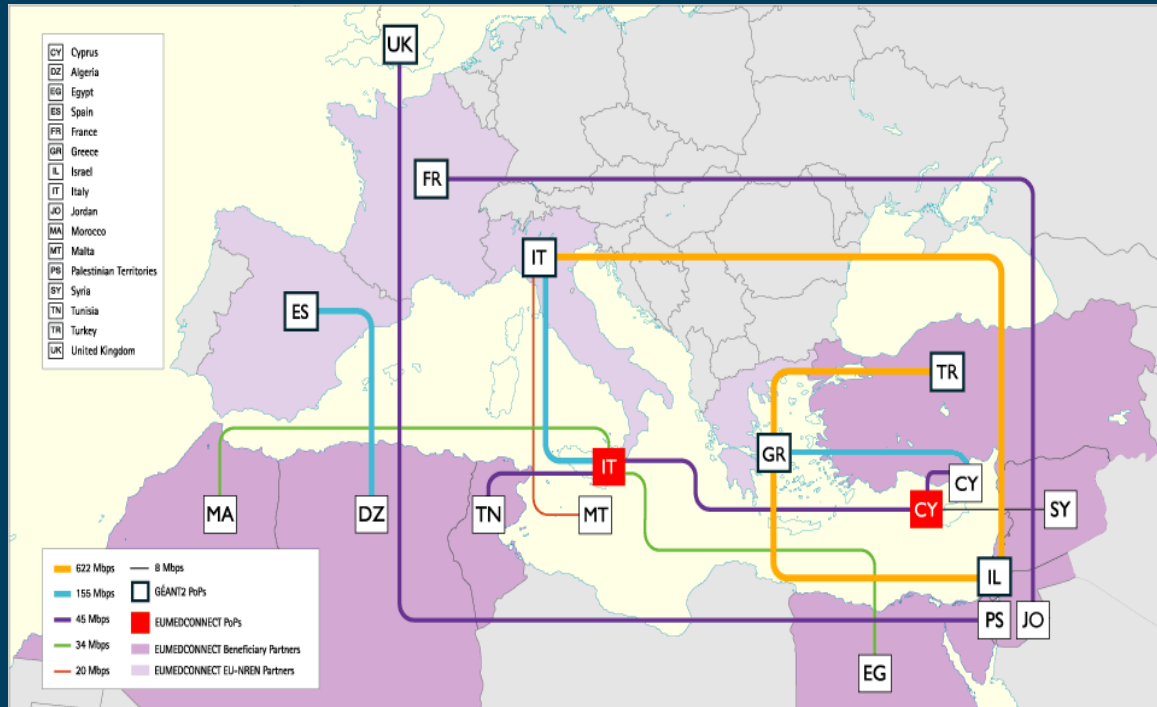 CY Cyprus
DZ Algeria
EG Egypt
ES Spain
FR France
GR Greece
IL Israel
IT Italy
JO Jordan
MA Morocco
MT Malta
PS Palestinian Territories
SY Syria
TN Tunisia
TR Turkey
UK United Kingdom
UK
FR
IT
ES
TR
GR
IT
CY
MA
DZ
TN
MT
CY
SY
IL
PS
JO
EG
622 Mbps
155 Mbps
45 Mbps
34 Mbps
20 Mbps
8 Mbps
GÉANT2 PoPs
EUMEDCONNECT PoPs
EUMEDCONNECT Beneficiary Partners
EUMEDCONNECT EU-NREN Partners